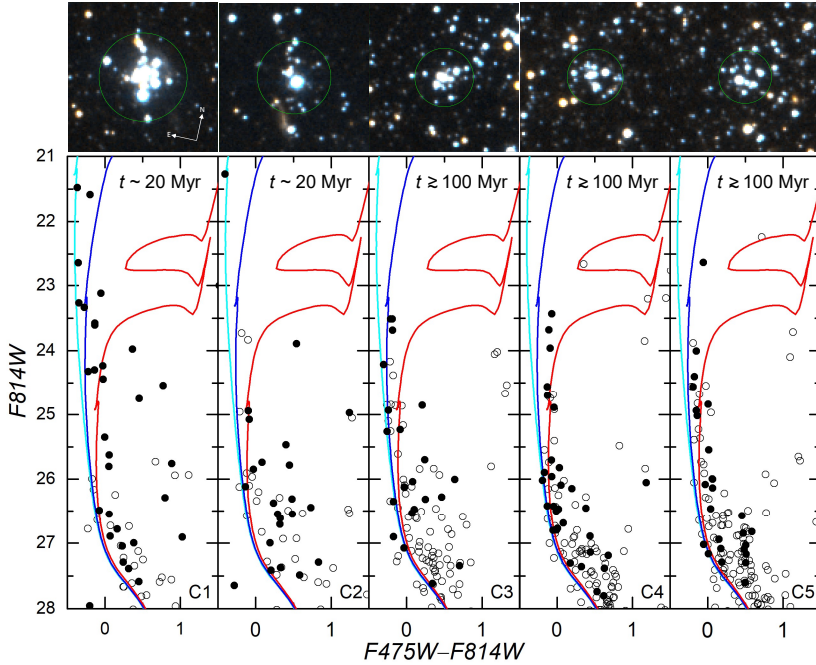 N
E
t ~ 20 Myr
t ~ 20 Myr
t ≳ 100 Myr
t ≳ 100 Myr
t ≳ 100 Myr
21
22
23
24
25
26
27
28
F814W
C1
C2
C3
C4
C5
0 1 0 1 0 1 0 1 0 1
F475W–F814W